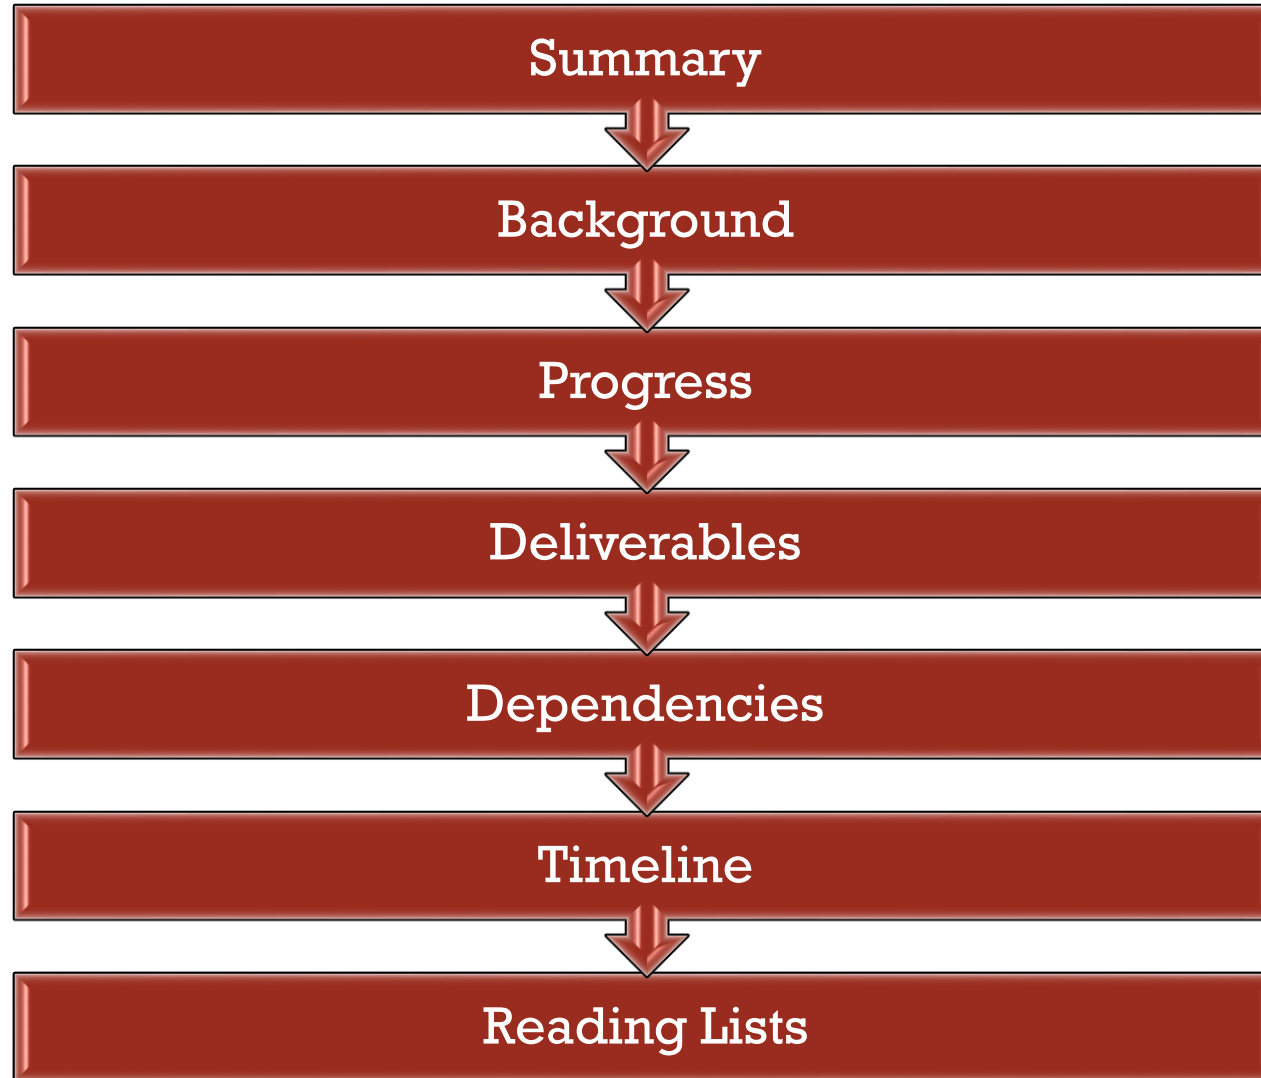 Summary
Background
Progress
Deliverables
Dependencies
Timeline
Reading Lists